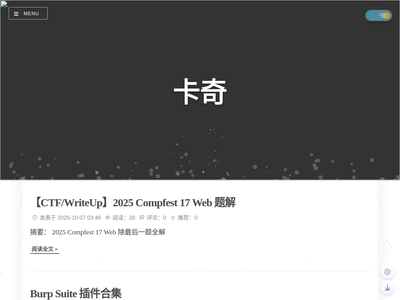 MENU
卡奇
【CTF/WriteUp】2025 Compfest 17 Web 题解
发表于 2025-10-07 03:46 阅读：20 评论：0 推荐：0
摘要： 2025 Compfest 17 Web 除最后一题全解
阅读全文 »
Burp Suite 插件合集